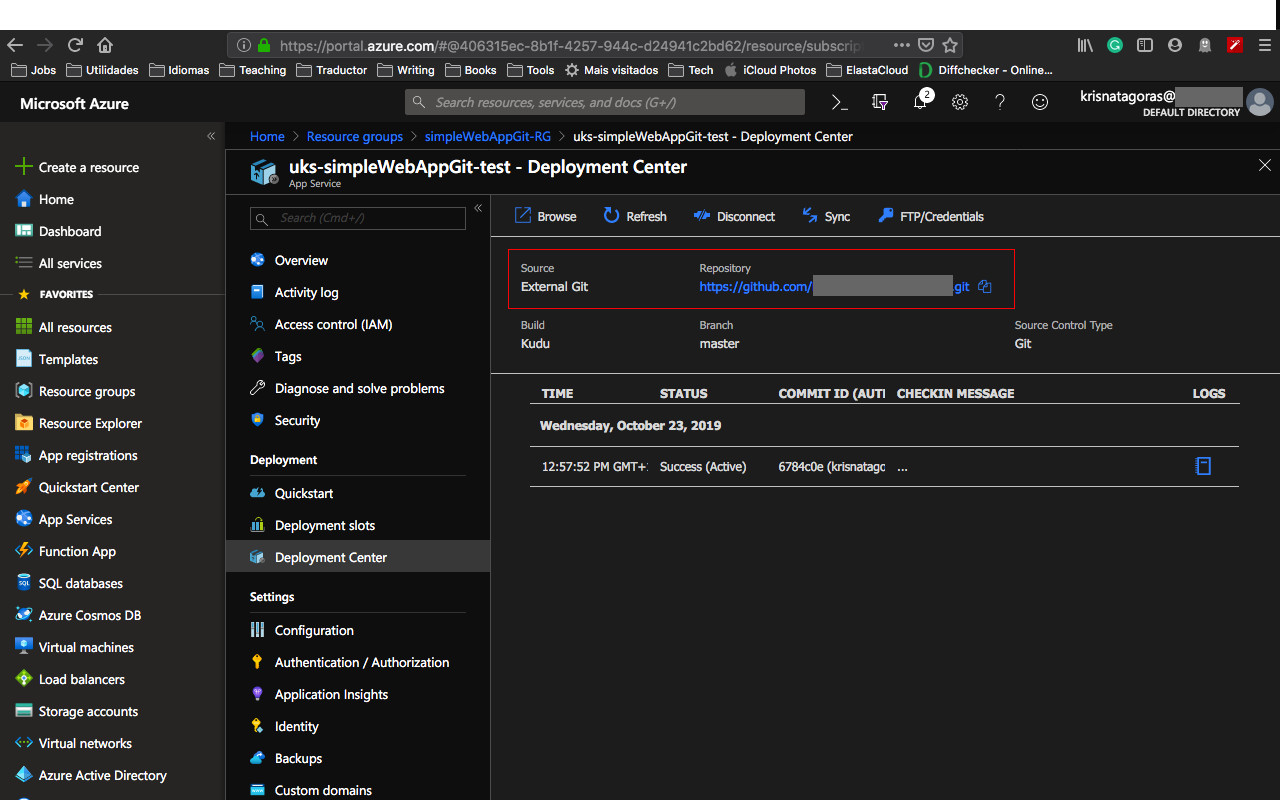 https://portal.azure.com/#@406315ec-8b1f-4257-944c-d24941c2bd62/resource/subscrip
Jobs Utilidades Idiomas Teaching Traductor Writing Books Tools Mais visitados Tech iCloud Photos ElastaCloud Diffchecker - Online...
Microsoft Azure
Search resources, services, and docs (G+/)
2
krisnatagoras@
DEFAULT DIRECTORY
Create a resource
Home
Dashboard
All services
FAVORITES
All resources
Templates
Resource groups
Resource Explorer
App registrations
Quickstart Center
App Services
Function App
SQL databases
Azure Cosmos DB
Virtual machines
Load balancers
Storage accounts
Virtual networks
Azure Active Directory
Home > Resource groups > simpleWebAppGit-RG > uks-simpleWebAppGit-test - Deployment Center
uks-simpleWebAppGit-test - Deployment Center
App Service
Search (Cmd+/)
Overview
Activity log
Access control (IAM)
Tags
Diagnose and solve problems
Security
Deployment
Quickstart
Deployment slots
Deployment Center
Settings
Configuration
Authentication / Authorization
Application Insights
Identity
Backups
Custom domains
Browse Refresh Disconnect Sync FTP/Credentials
Source Repository
External Git https://github.com/ .git
Build Branch Source Control Type
Kudu master Git
TIME STATUS COMMIT ID (AUTH CHECKIN MESSAGE LOGS
Wednesday, October 23, 2019
12:57:52 PM GMT+ Success (Active) 6784c0e (krisnatago ...